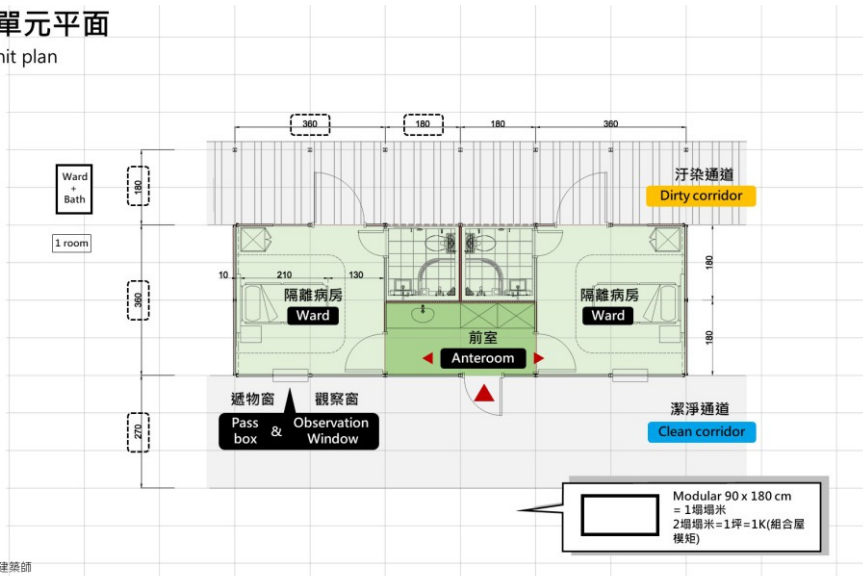 單元平面
nit plan
360
180
180
360
汙染通道
Dirty corridor
Ward
+
Bath
180
1 room
10
210
130
180
隔離病房
Ward
隔離病房
Ward
360
前室
Anteroom
180
遞物窗
觀察窗
Pass box
&
Observation Window
270
潔淨通道
Clean corridor
Modular 90 x 180 cm
= 1塌塌米
2塌塌米=1坪=1K(組合屋
模矩)
建築師